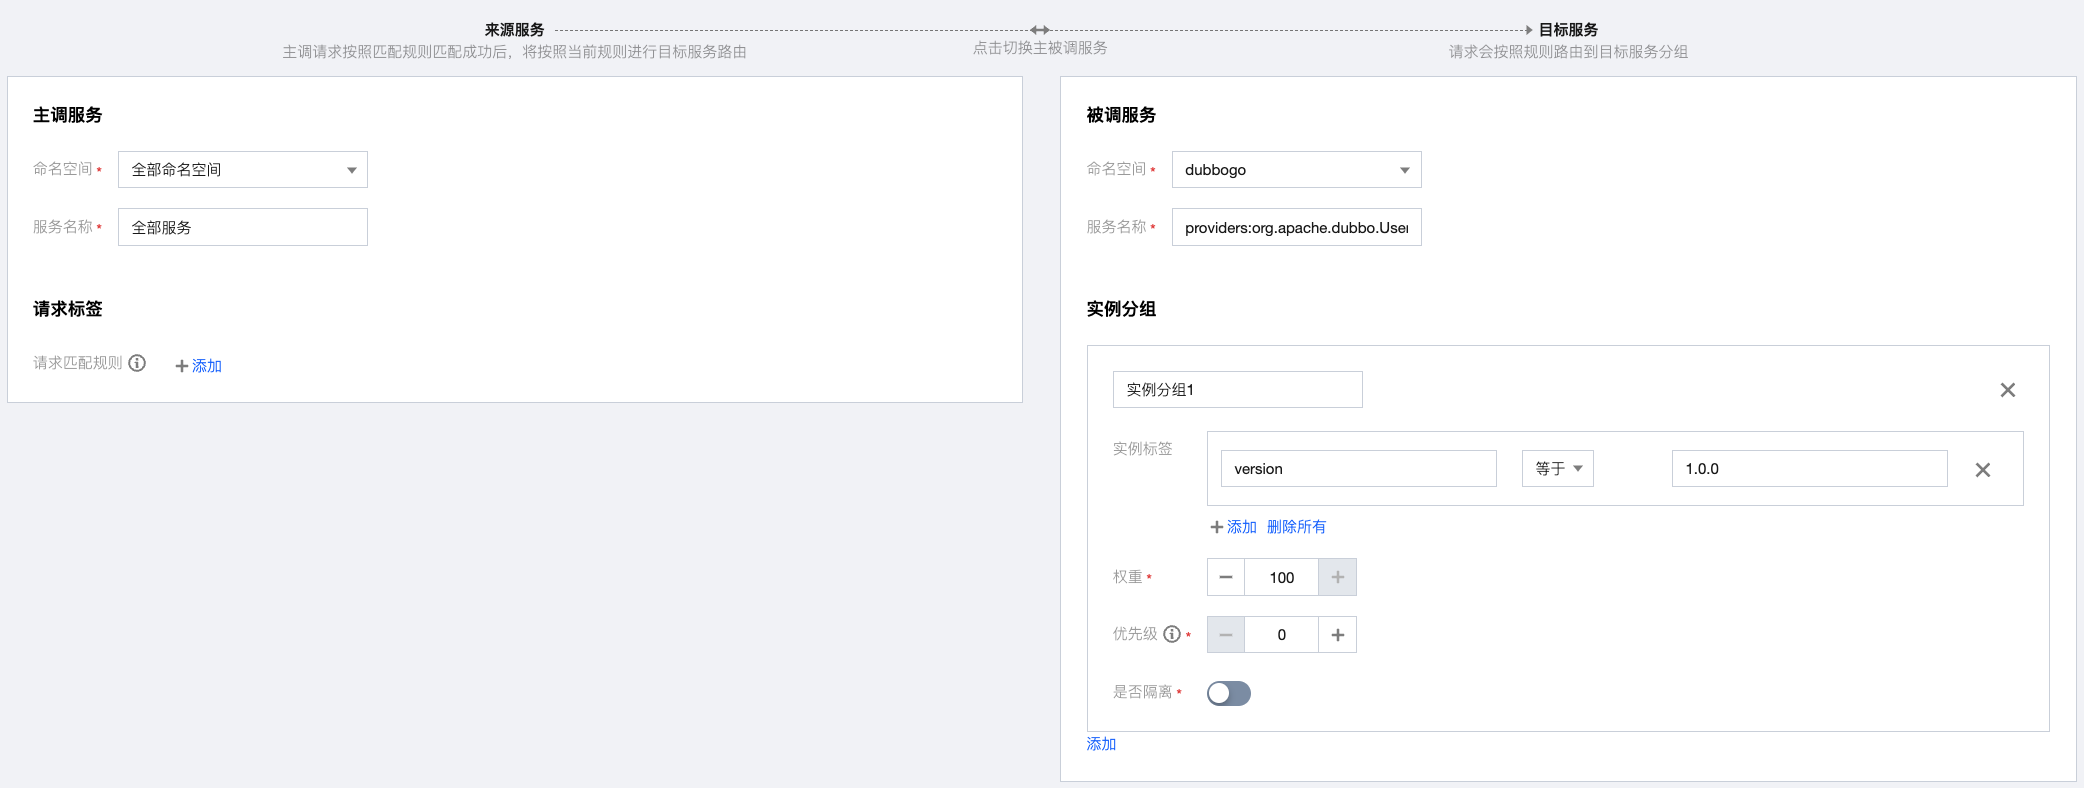 来源服务
主调请求按照匹配规则匹配成功后，将按照当前规则进行目标服务路由
点击切换主被调服务
目标服务
请求会按照规则路由到目标服务分组
主调服务
命名空间 * 全部命名空间
服务名称 * 全部服务
请求标签
请求匹配规则 添加
被调服务
命名空间 * dubbogo
服务名称 * providers:org.apache.dubbo.User
实例分组
实例分组1
实例标签 version 等于 1.0.0
添加 删除所有
权重 * 100
优先级 * 0
是否隔离 *
添加